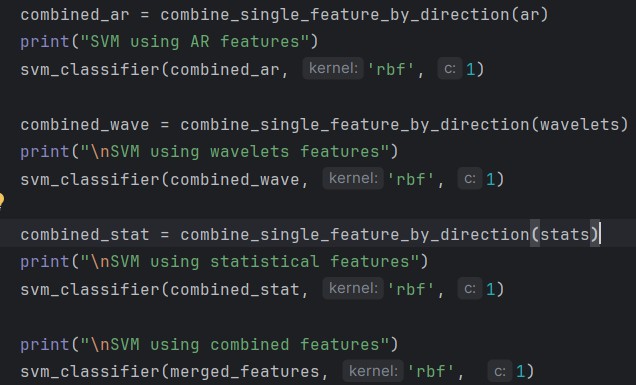 combined_ar = combine_single_feature_by_direction(ar)
print("SVM using AR features")
svm_classifier(combined_ar, kernel: 'rbf', c: 1)
combined_wave = combine_single_feature_by_direction(wavelets)
print("\nSVM using wavelets features")
svm_classifier(combined_wave, kernel: 'rbf', c: 1)
combined_stat = combine_single_feature_by_direction(stats)
print("\nSVM using statistical features")
svm_classifier(combined_stat, kernel: 'rbf', c: 1)
print("\nSVM using combined features")
svm_classifier(merged_features, kernel: 'rbf', c: 1)